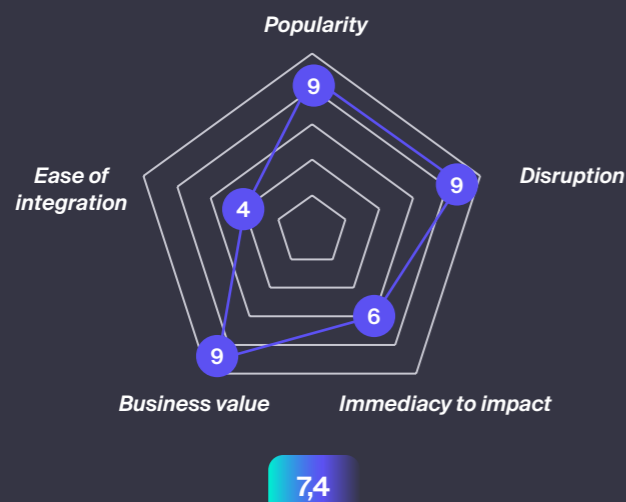 Popularity
9
Ease of
integration
Disruption
9
4
6
9
Business value
Immediacy to impact
7,4